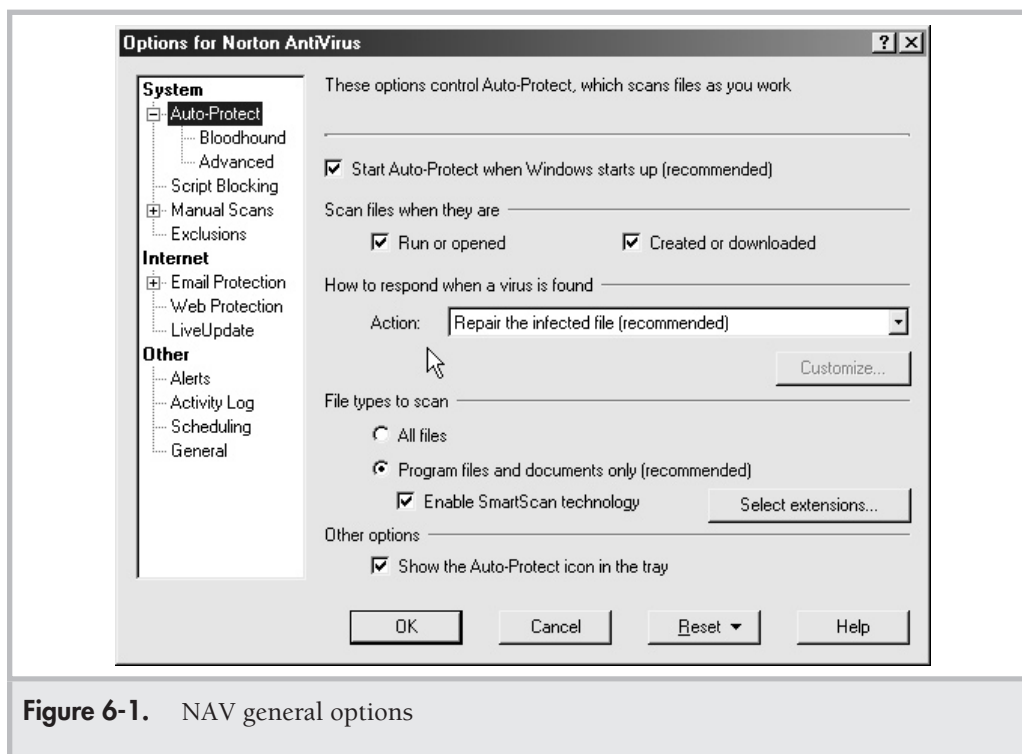 Options for Norton AntiVirus
System
Auto-Protect
Bloodhound
Advanced
Script Blocking
Manual Scans
Exclusions
Internet
Email Protection
Web Protection
LiveUpdate
Other
Alerts
Activity Log
Scheduling
General
These options control Auto-Protect, which scans files as you work
Start Auto-Protect when Windows starts up (recommended)
Scan files when they are
Run or opened Created or downloaded
How to respond when a virus is found
Action: Repair the infected file (recommended)
Customize...
File types to scan
All files
Program files and documents only (recommended)
Enable SmartScan technology Select extensions...
Other options
Show the Auto-Protect icon in the tray
OK Cancel Reset Help
Figure 6-1. NAV general options